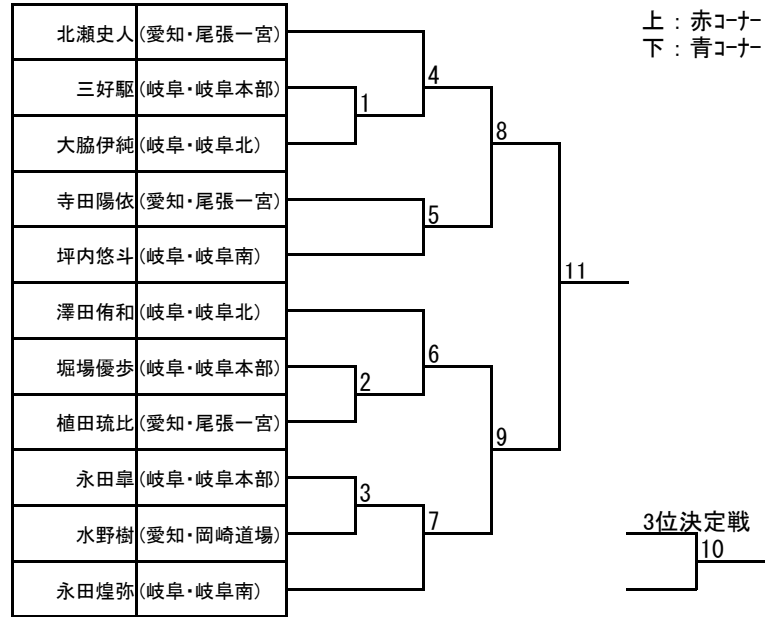 上：赤コーナー
下：青コーナー
北瀬史人(愛知・尾張一宮)
三好駆(岐阜・岐阜本部)
大脇伊純(岐阜・岐阜北)
寺田陽依(愛知・尾張一宮)
坪内悠斗(岐阜・岐阜南)
澤田侑和(岐阜・岐阜北)
堀場優歩(岐阜・岐阜本部)
植田琉比(愛知・尾張一宮)
永田皐(岐阜・岐阜本部)
水野樹(愛知・岡崎道場)
永田煌弥(岐阜・岐阜南)
1
2
3
4
5
6
7
8
9
11
3位決定戦
10